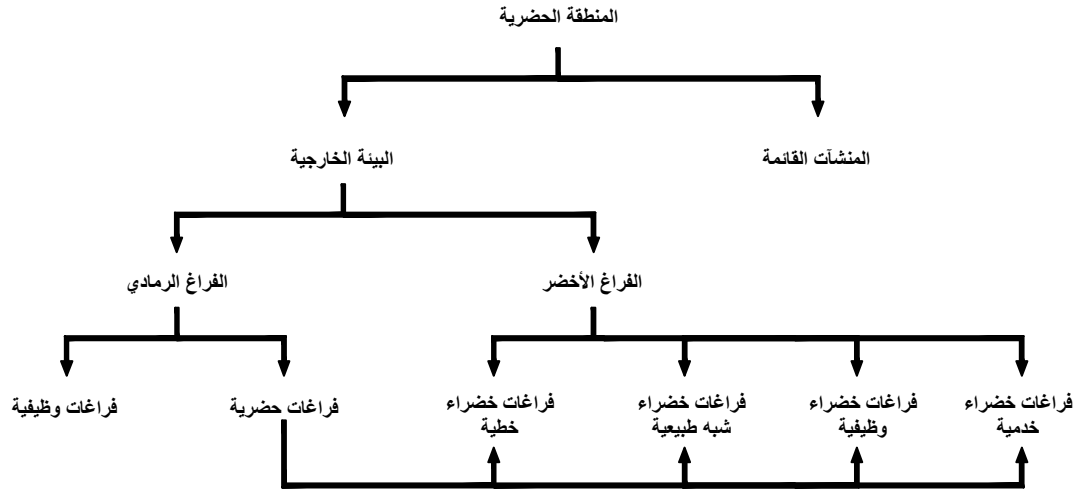 المنطقة الحضرية
المنشآت القائمة
البيئة الخارجية
الفراغ الأخضر
الفراغ الرمادي
فراغات خضراء
خدمية
فراغات خضراء
وظيفية
فراغات خضراء
شبه طبيعية
فراغات خضراء
خطية
فراغات حضرية
فراغات وظيفية